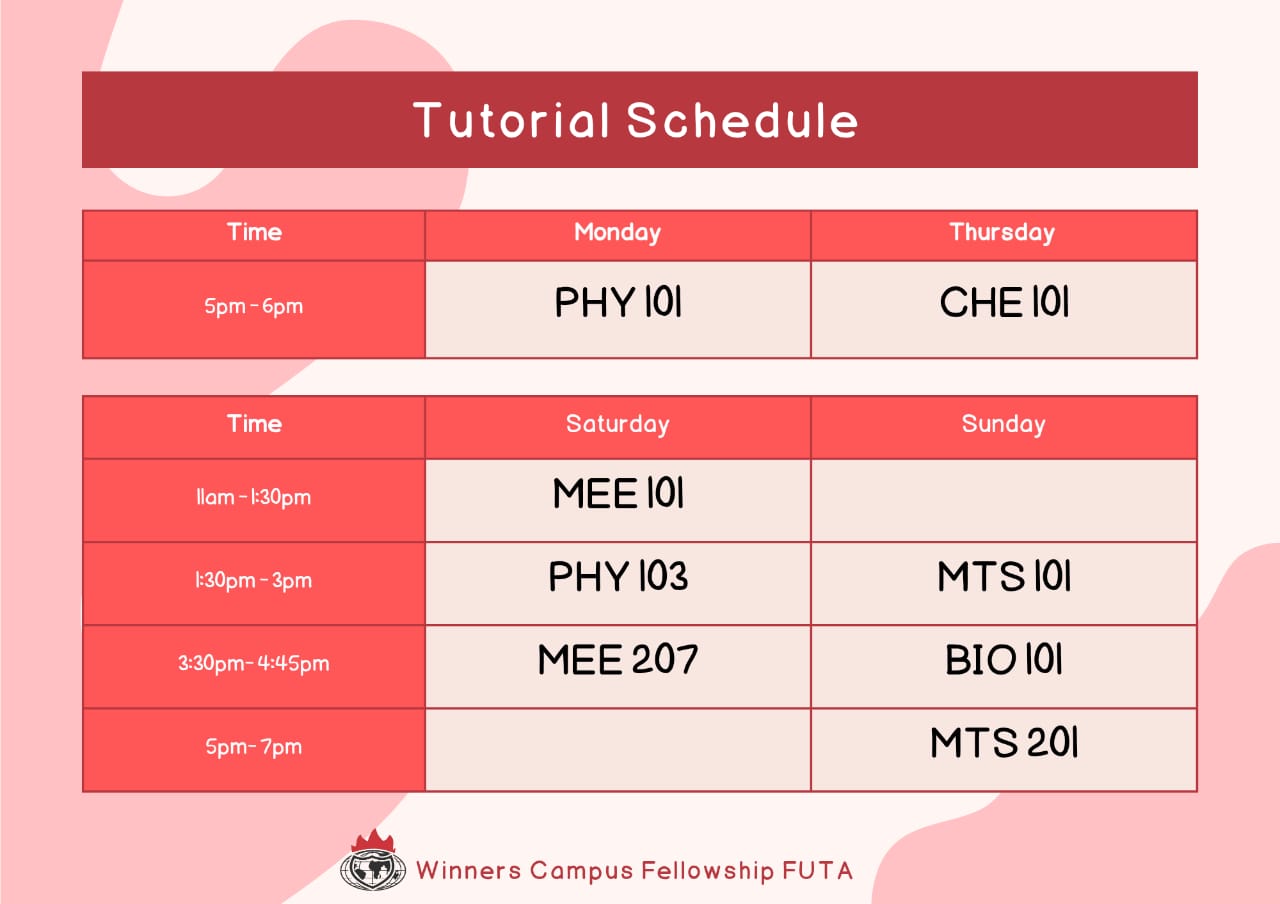 Tutorial Schedule
Time Monday Thursday
5pm - 6pm PHY 101 CHE 101
Time Saturday Sunday
11am - 1:30pm MEE 101
1:30pm - 3pm PHY 103 MTS 101
3:30pm- 4:45pm MEE 207 BIO 101
5pm- 7pm MTS 201
Winners Campus Fellowship FUTA